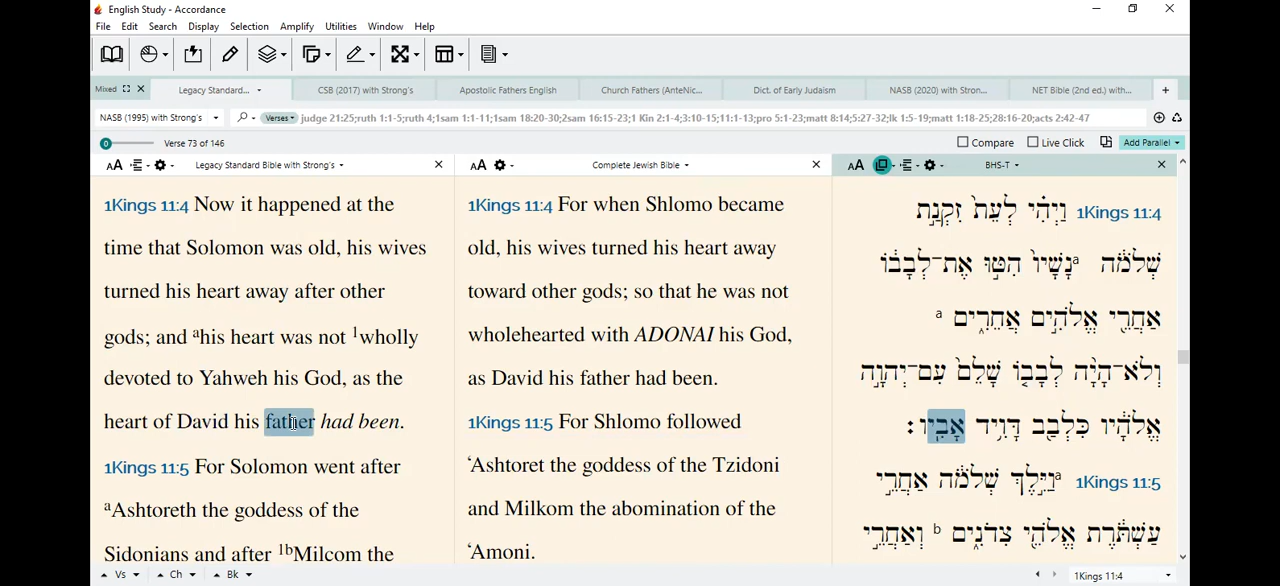 English Study - Accordance
File Edit Search Display Selection Amplify Utilities Window Help
Mixed Legacy Standard... CSB (2017) with Strong's Apostolic Fathers English Church Fathers (AnteNic... Dict. of Early Judaism NASB (2020) with Stron... NET Bible (2nd ed.) with...
NASB (1995) with Strong's Verses judge 21:25;ruth 1:1-5;ruth 4;1sam 1:1-11;1sam 18:20-30;2sam 16:15-23;1 Kin 2:1-4;3:10-15;11:1-13;pro 5:1-23;matt 8:14;5:27-32;lk 1:5-19;matt 1:18-25;28:16-20;acts 2:42-47
0 Verse 73 of 146 Compare Live Click Add Parallel
AA Legacy Standard Bible with Strong's
1Kings 11:4 Now it happened at the
time that Solomon was old, his wives
turned his heart away after other
gods; and ᵃhis heart was not ¹wholly
devoted to Yahweh his God, as the
heart of David his father had been.
1Kings 11:5 For Solomon went after
ᵃAshtoreth the goddess of the
Sidonians and after ¹ᵇMilcom the
AA Complete Jewish Bible
1Kings 11:4 For when Shlomo became
old, his wives turned his heart away
toward other gods; so that he was not
wholehearted with ADONAI his God,
as David his father had been.
1Kings 11:5 For Shlomo followed
‘Ashtoret the goddess of the Tzidoni
and Milkom the abomination of the
‘Amoni.
AA BHS-T
1Kings 11:4 וַיְהִ֗י לְעֵת֙ זִקְנַ֣ת
שְׁלֹמֹ֔ה ᵃנָשָׁיו֙ הִטּ֣וּ אֶת־לְבָב֔וֹ
אַחֲרֵ֖י אֱלֹהִ֣ים אֲחֵרִ֑ים ᵃ
וְלֹא־הָיָ֨ה לְבָב֤וֹ שָׁלֵם֙ עִם־יְהוָ֣ה
אֱלֹהָ֔יו כִּלְבַ֖ב דָּוִ֥יד אָבִֽיו׃
1Kings 11:5 ᵃוַיֵּ֣לֶךְ שְׁלֹמֹ֔ה אַחֲרֵ֣י
עַשְׁתֹּ֔רֶת אֱלֹהֵ֖י צִדֹנִ֑ים ᵇ וְאַחֲרֵ֣י
Vs Ch Bk 1Kings 11:4